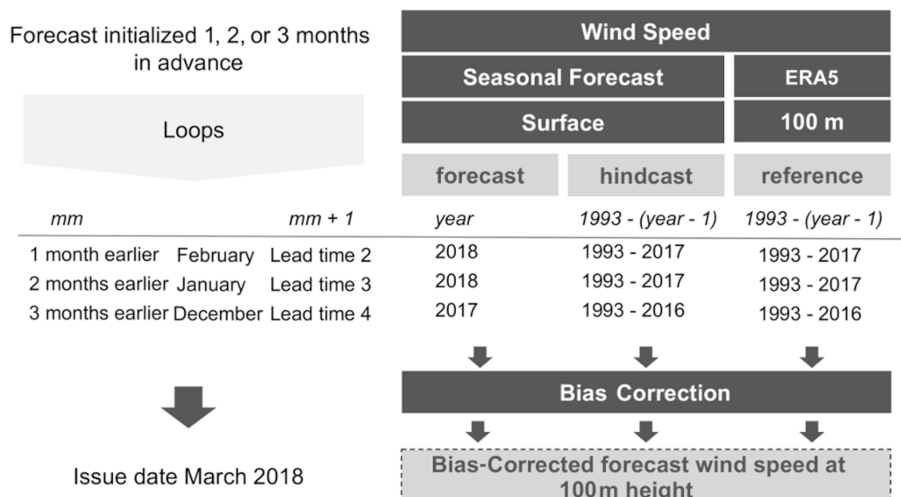 Forecast initialized 1, 2, or 3 months
in advance
Loops
Wind Speed
Seasonal Forecast ERA5
Surface 100 m
forecast hindcast reference
mm mm + 1 year 1993 - (year - 1) 1993 - (year - 1)
1 month earlier February Lead time 2 2018 1993 - 2017 1993 - 2017
2 months earlier January Lead time 3 2018 1993 - 2017 1993 - 2017
3 months earlier December Lead time 4 2017 1993 - 2016 1993 - 2016
Bias Correction
Issue date March 2018
Bias-Corrected forecast wind speed at
100m height